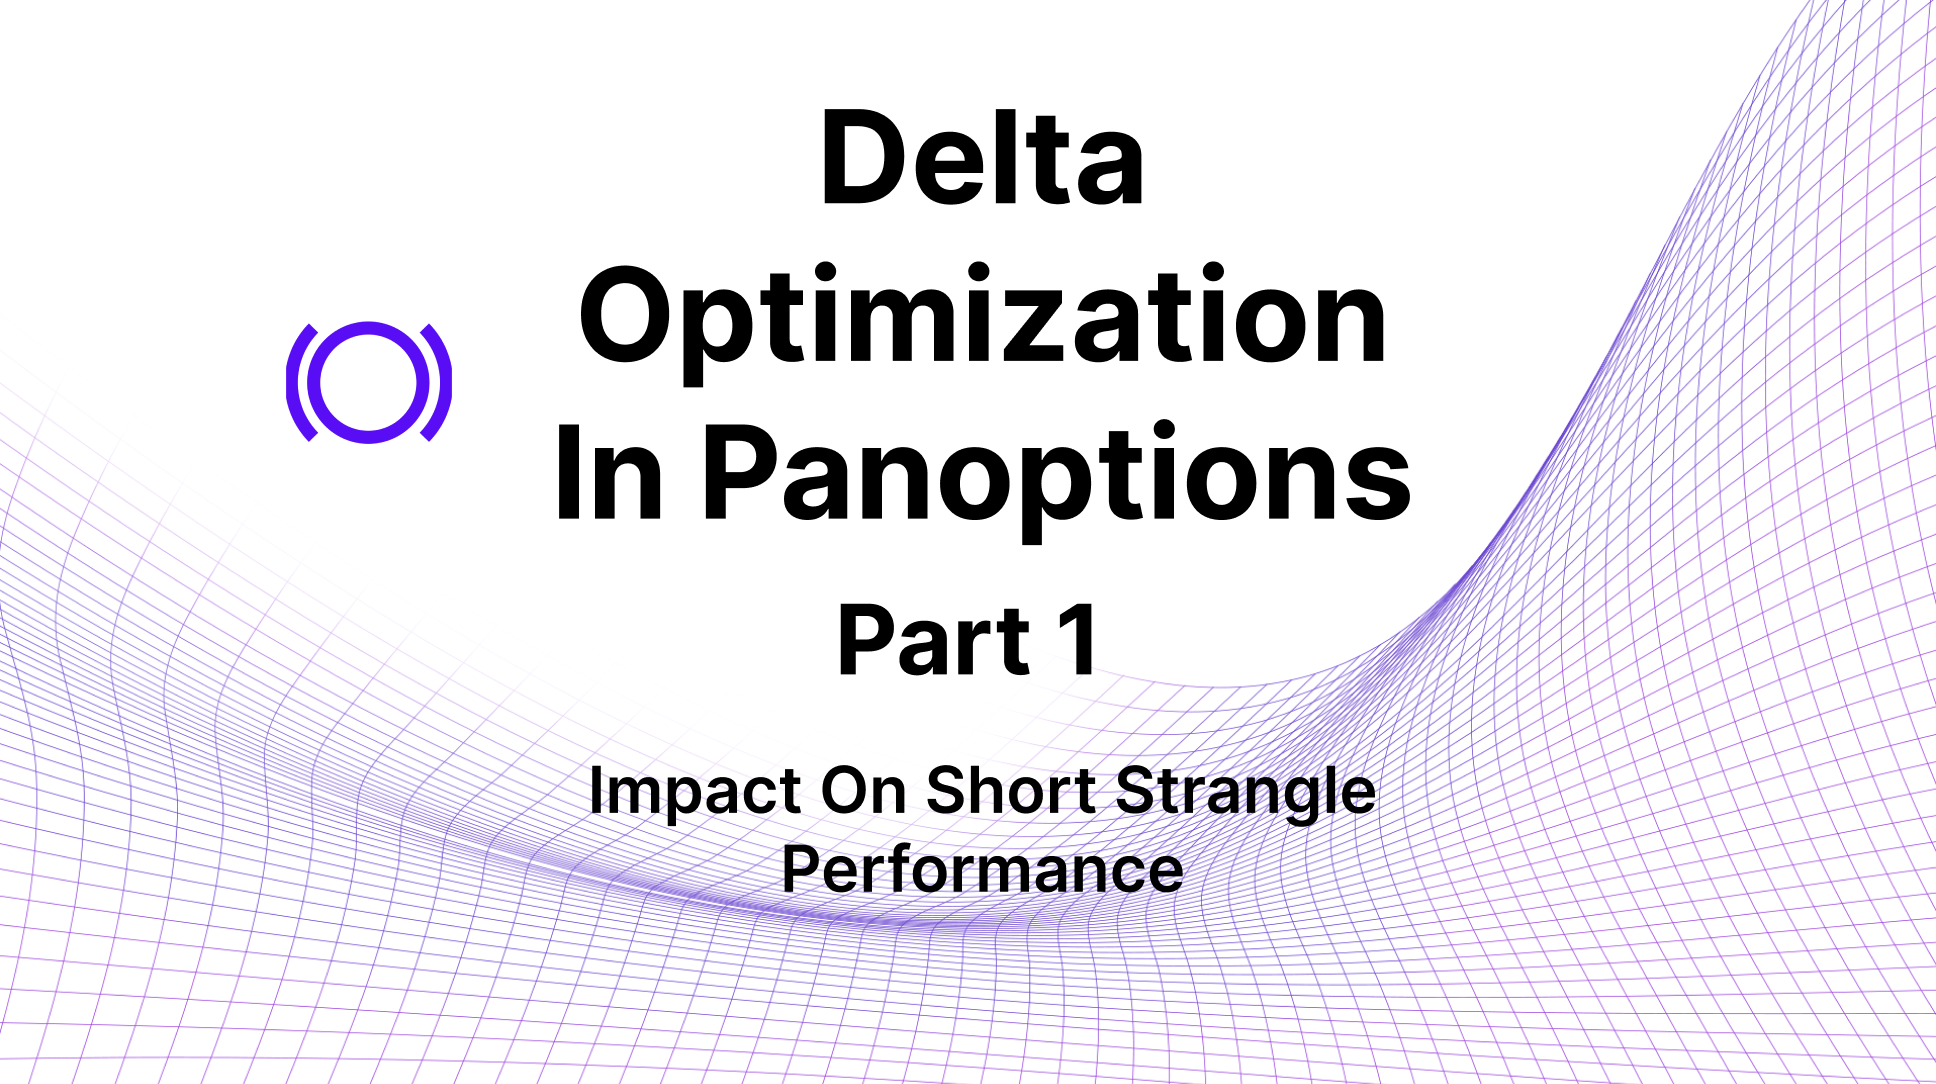 Delta
Optimization
In Panoptions
Part 1
Impact On Short Strangle
Performance